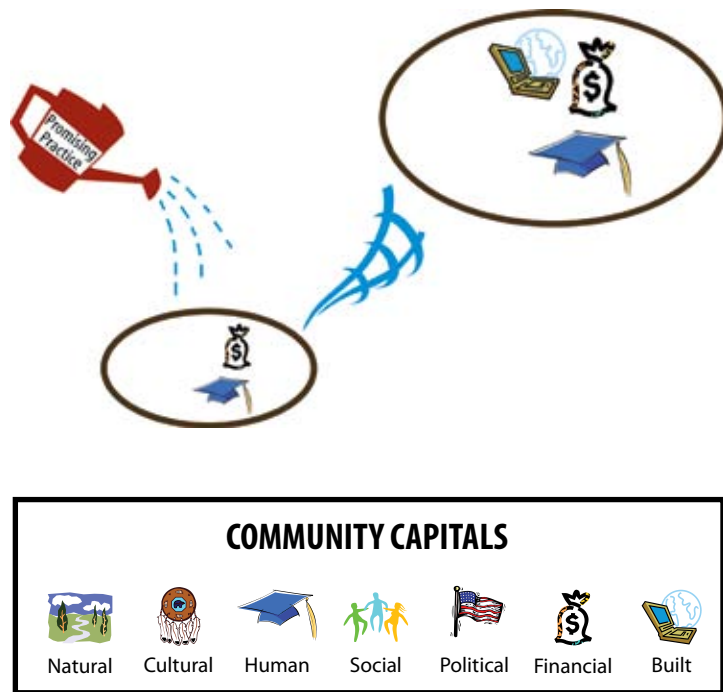 Promising
Practice
$
$
COMMUNITY CAPITALS
$
Natural Cultural Human Social Political Financial Built